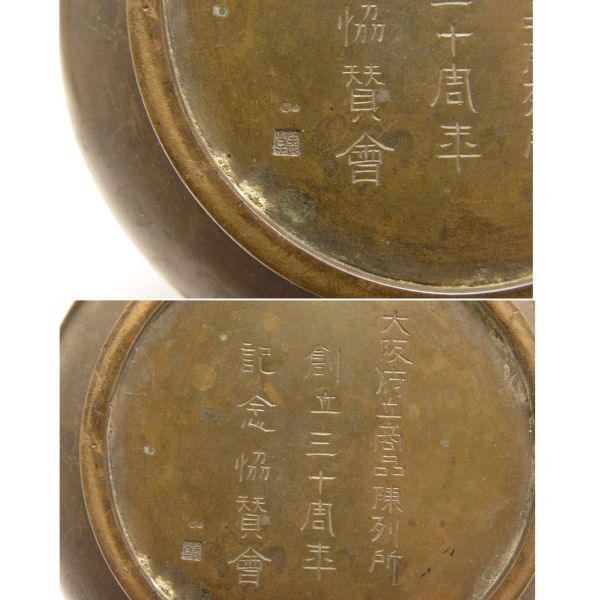 協賛會
三十周年
大阪府立商品陳列所
創立三十周年
記念協賛會